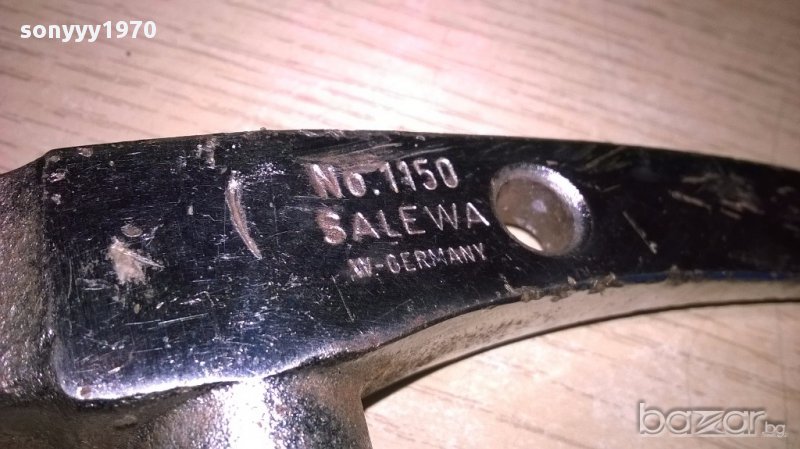 sonyyy1970
No.1150
SALEWA
W-GERMANY
bazar.bg